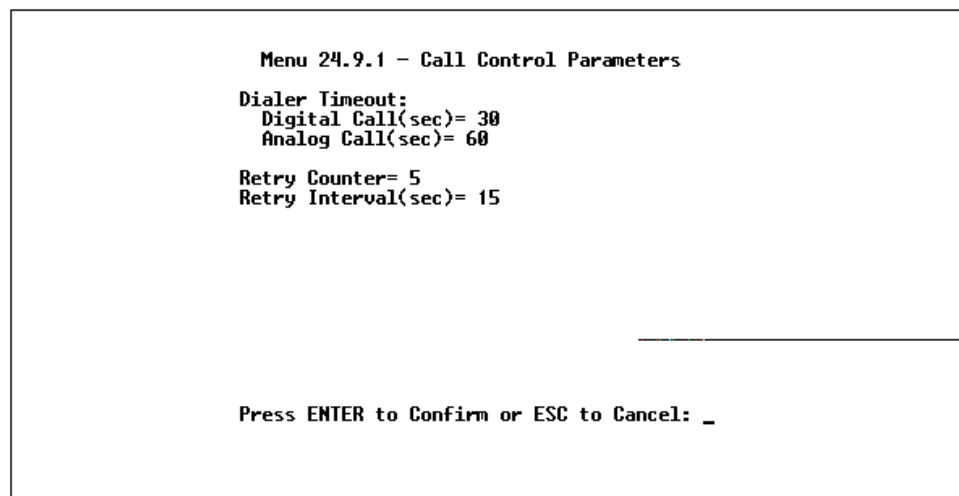 Menu 24.9.1 - Call Control Parameters
Dialer Timeout:
Digital Call(sec)= 30
Analog Call(sec)= 60
Retry Counter= 5
Retry Interval(sec)= 15
Press ENTER to Confirm or ESC to Cancel: _